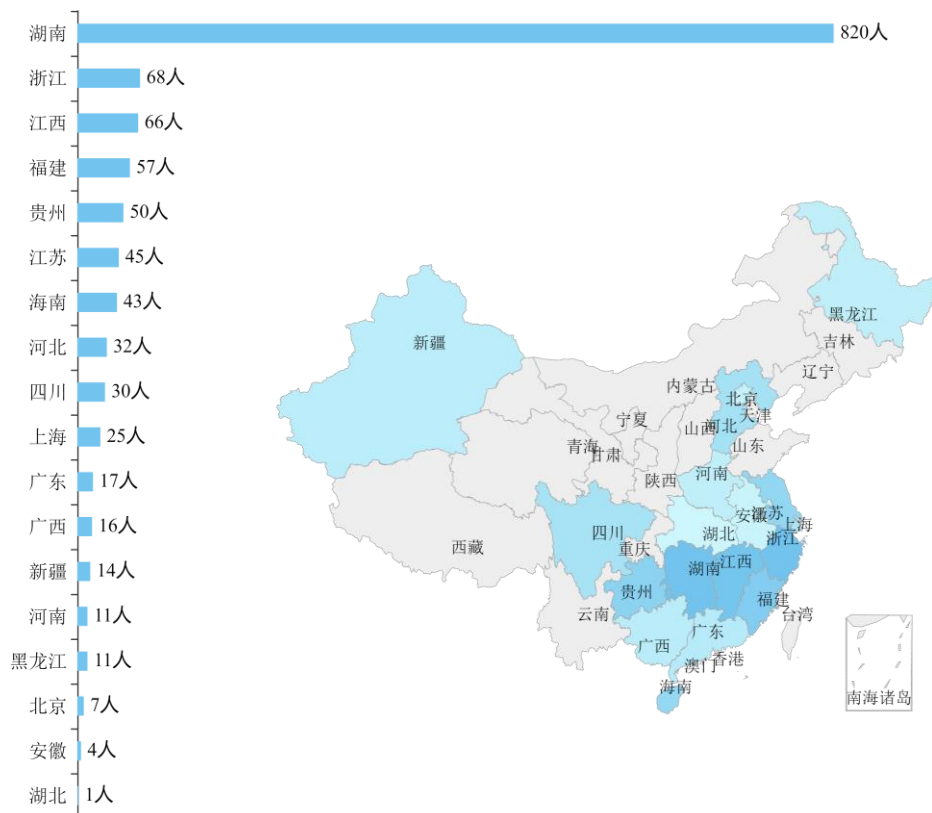 湖南 820人
浙江 68人
江西 66人
福建 57人
贵州 50人
江苏 45人
海南 43人
河北 32人
四川 30人
上海 25人
广东 17人
广西 16人
新疆 14人
河南 11人
黑龙江 11人
北京 7人
安徽 4人
湖北 1人
黑龙江
新疆
吉林
辽宁
内蒙古
北京
天津
宁夏
山西
河北
山东
青海
甘肃
河南
陕西
安徽
江苏
上海
四川
湖北
浙江
重庆
西藏
江西
湖南
贵州
福建
云南
台湾
广东
广西
香港
澳门
海南
南海诸岛